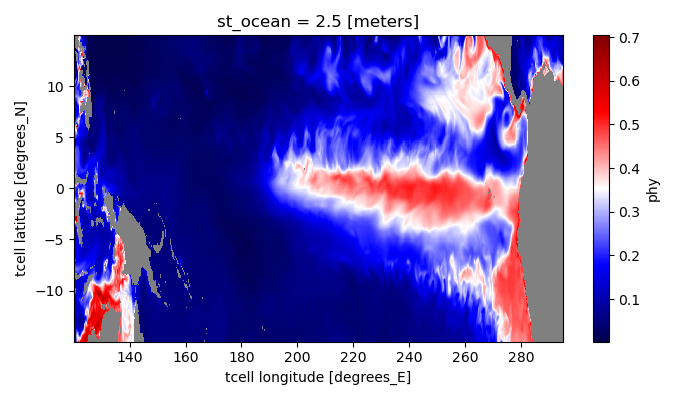 st_ocean = 2.5 [meters]
10
5
0
−5
−10
tcell latitude [degrees_N]
140 160 180 200 220 240 260 280
tcell longitude [degrees_E]
0.7
0.6
0.5
0.4
0.3
0.2
0.1
phy